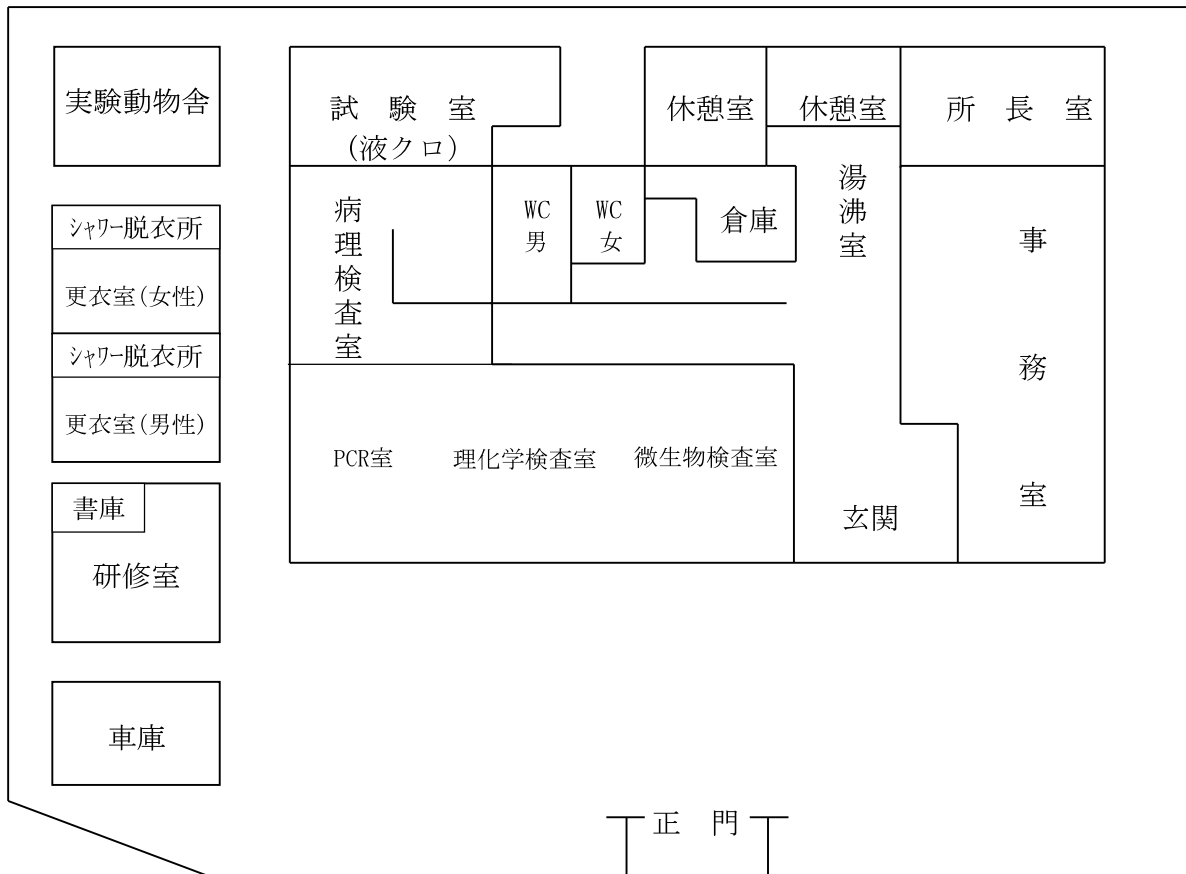 実験動物舎
試験室
(液クロ)
休憩室
休憩室
所長室
シャワー脱衣所
更衣室(女性)
シャワー脱衣所
更衣室(男性)
病理検査室
WC
男
WC
女
倉庫
湯沸室
事務室
PCR室
理化学検査室
微生物検査室
玄関
書庫
研修室
車庫
正門